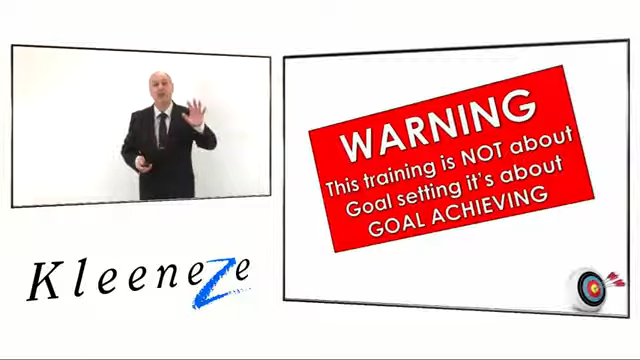 WARNING
This training is NOT about
Goal setting it's about
GOAL ACHIEVING
Kleeneze